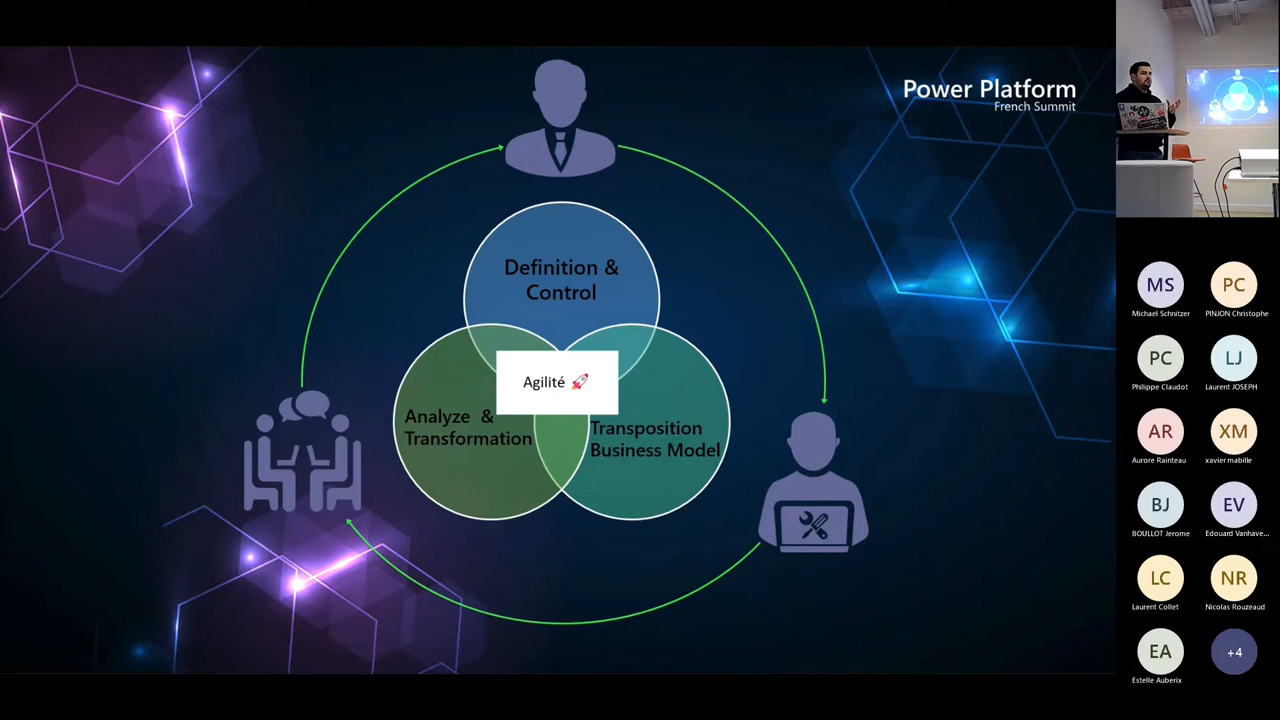 Power Platform
French Summit
Definition &
Control
Agilité 🚀
Analyze &
Transformation
Transposition
Business Model
MS
Michael Schnitzer
PC
PINJON Christophe
PC
Philippe Claudot
LJ
Laurent JOSEPH
AR
Aurore Rainteau
XM
xavier mabille
BJ
BOULLOT Jerome
EV
Edouard Vanhave...
LC
Laurent Collet
NR
Nicolas Rouzeaud
EA
Estelle Auberix
+4